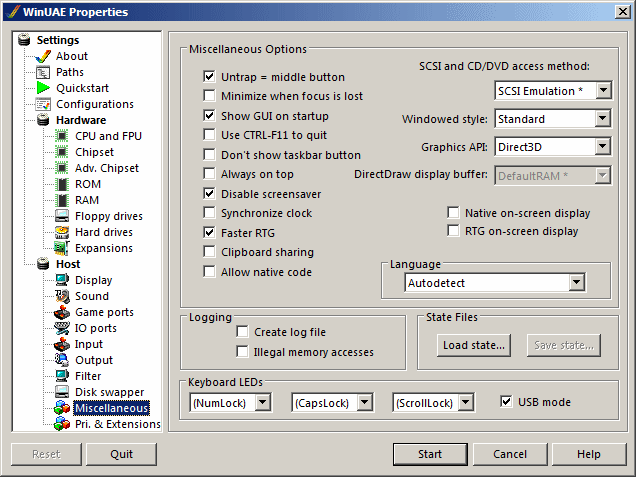 WinUAE Properties
Settings
About
Paths
Quickstart
Configurations
Hardware
CPU and FPU
Chipset
Adv. Chipset
ROM
RAM
Floppy drives
Hard drives
Expansions
Host
Display
Sound
Game ports
IO ports
Input
Output
Filter
Disk swapper
Miscellaneous
Pri. & Extensions
Miscellaneous Options
Untrap = middle button
Minimize when focus is lost
Show GUI on startup
Use CTRL-F11 to quit
Don't show taskbar button
Always on top
Disable screensaver
Synchronize clock
Faster RTG
Clipboard sharing
Allow native code
SCSI and CD/DVD access method:
SCSI Emulation *
Windowed style: Standard
Graphics API: Direct3D
DirectDraw display buffer: DefaultRAM *
Native on-screen display
RTG on-screen display
Language
Autodetect
Logging
Create log file
Illegal memory accesses
State Files
Load state... Save state...
Keyboard LEDs
(NumLock) (CapsLock) (ScrollLock) USB mode
Reset Quit Start Cancel Help